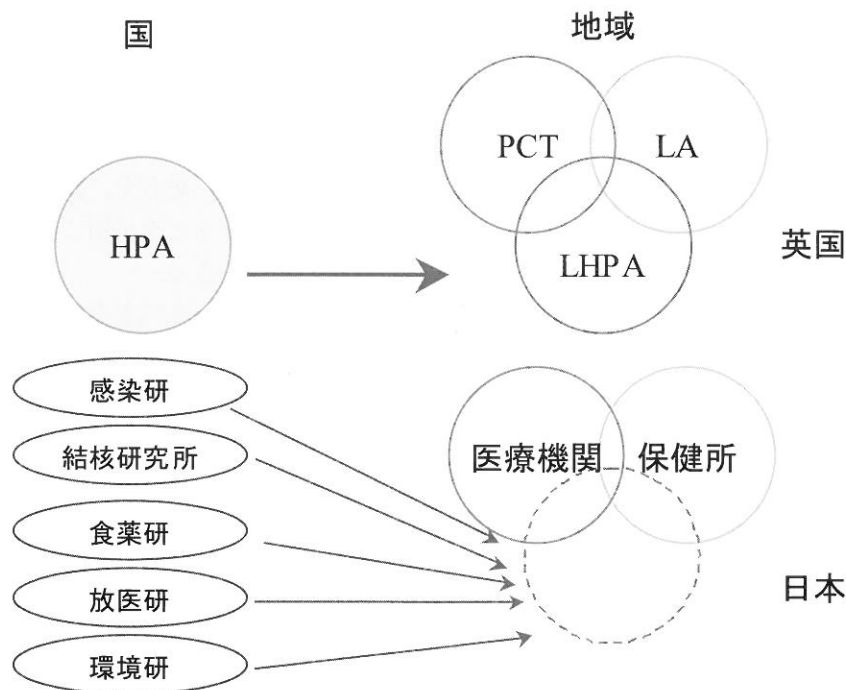 国
地域
PCT
LA
HPA
LHPA
英国
感染研
結核研究所
食薬研
放医研
環境研
医療機関
保健所
日本